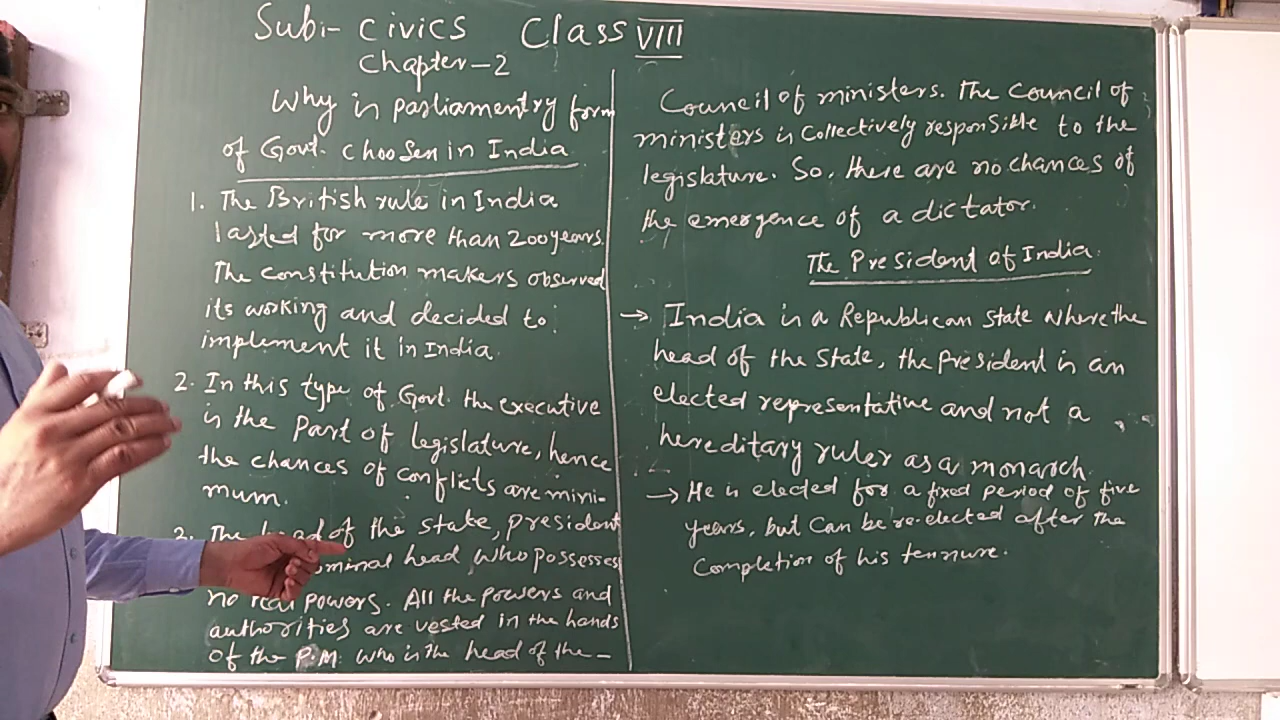 Sub:- Civics Class VIII
Chapter-2
Why is parliamentry form
of Govt. choosen in India
1. The British rule in India
lasted for more than 200 years.
The constitution makers observed
its working and decided to
implement it in India.
2. In this type of Govt. the executive
is the part of legislature, hence
the chances of conflicts are mini-
mum.
3. The head of the state, president
head who possesses
no real powers. All the powers and
authorities are vested in the hands
of the P.M. who is the head of the -
Council of ministers. The council of
ministers is collectively responsible to the
legislature. So, there are no chances of
the emergence of a dictator.
The President of India
→ India is a Republican state where the
head of the state, the president is an
elected representative and not a
hereditary ruler as a monarch.
→ He is elected for a fixed period of five
years, but can be re-elected after the
completion of his tennure.